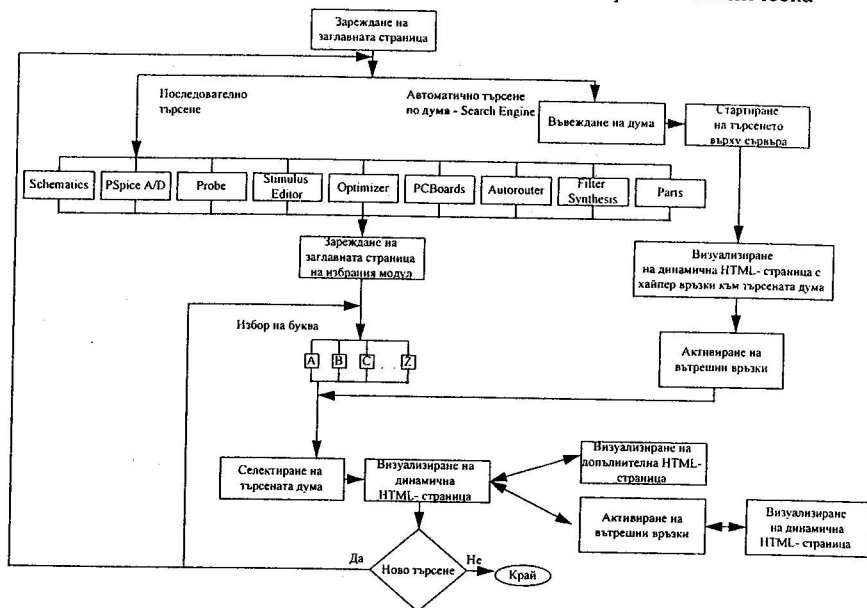 Зареждане на
заглавната страница
Последователно
търсене
Автоматично търсене
по дума - Search Engine
Въвеждане на дума
Стартиране
на търсенето
върху сървъра
Schematics
PSpice A/D
Probe
Stimulus
Editor
Optimizer
PCBoards
Autorouter
Filter
Synthesis
Parts
Зареждане на
заглавната страница
на избрания модул
Визуализиране
на динамична HTML- страница с
хайпер връзки към търсената дума
Избор на буква
A B C . . . Z
Активиране на
вътрешни връзки
Селектиране на
търсената дума
Визуализиране на
динамична
HTML- страница
Визуализиране на
допълнителна HTML-
страница
Активиране на
вътрешни връзки
Визуализиране
на динамична
HTML- страница
Да
Ново търсене
Не
Край